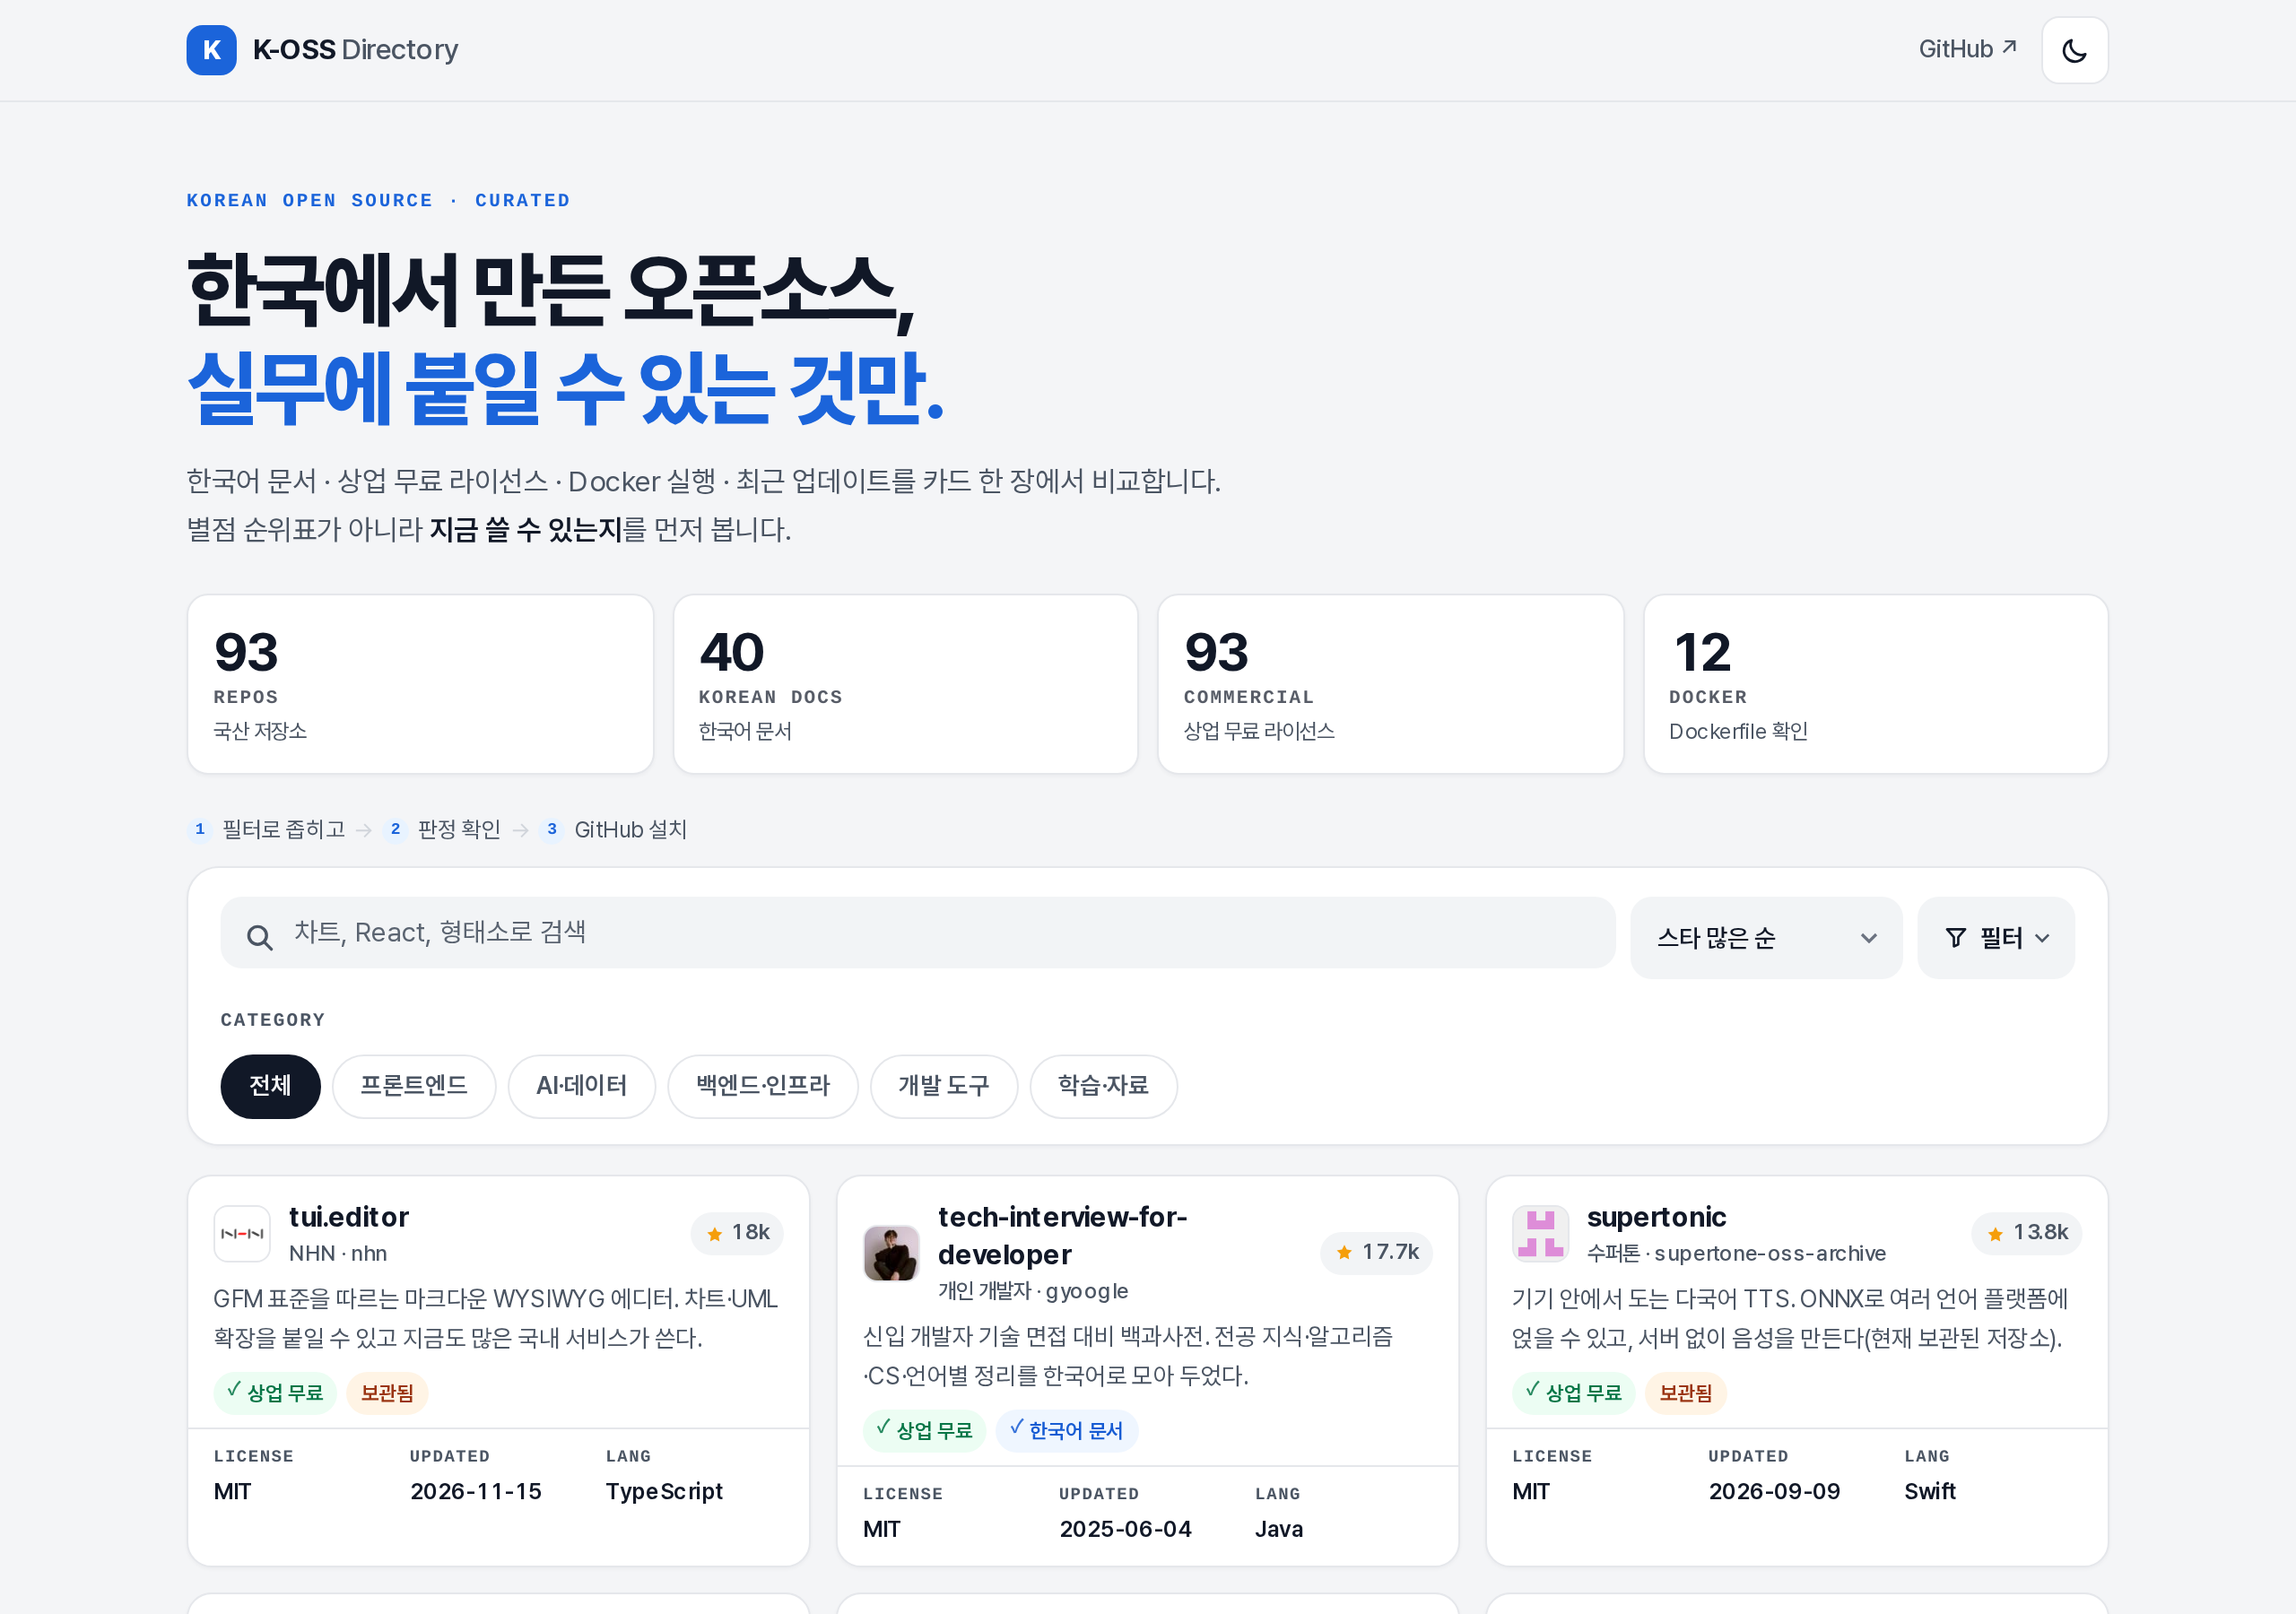 K K-OSS Directory
GitHub ↗
KOREAN OPEN SOURCE · CURATED
한국에서 만든 오픈소스,
실무에 붙일 수 있는 것만.
한국어 문서 · 상업 무료 라이선스 · Docker 실행 · 최근 업데이트를 카드 한 장에서 비교합니다.
별점 순위표가 아니라 지금 쓸 수 있는지를 먼저 봅니다.
93
REPOS
국산 저장소
40
KOREAN DOCS
한국어 문서
93
COMMERCIAL
상업 무료 라이선스
12
DOCKER
Dockerfile 확인
1 필터로 좁히고 → 2 판정 확인 → 3 GitHub 설치
차트, React, 형태소로 검색
스타 많은 순
필터
CATEGORY
전체
프론트엔드
AI·데이터
백엔드·인프라
개발 도구
학습·자료
tui.editor
NHN · nhn
★ 18k
GFM 표준을 따르는 마크다운 WYSIWYG 에디터. 차트·UML
확장을 붙일 수 있고 지금도 많은 국내 서비스가 쓴다.
✓ 상업 무료
보관됨
LICENSE
MIT
UPDATED
2026-11-15
LANG
TypeScript
tech-interview-for-
developer
개인 개발자 · gyoogle
★ 17.7k
신입 개발자 기술 면접 대비 백과사전. 전공 지식·알고리즘
·CS·언어별 정리를 한국어로 모아 두었다.
✓ 상업 무료
✓ 한국어 문서
LICENSE
MIT
UPDATED
2025-06-04
LANG
Java
supertonic
수퍼톤 · supertone-oss-archive
★ 13.8k
기기 안에서 도는 다국어 TTS. ONNX로 여러 언어 플랫폼에
얹을 수 있고, 서버 없이 음성을 만든다(현재 보관된 저장소).
✓ 상업 무료
보관됨
LICENSE
MIT
UPDATED
2026-09-09
LANG
Swift